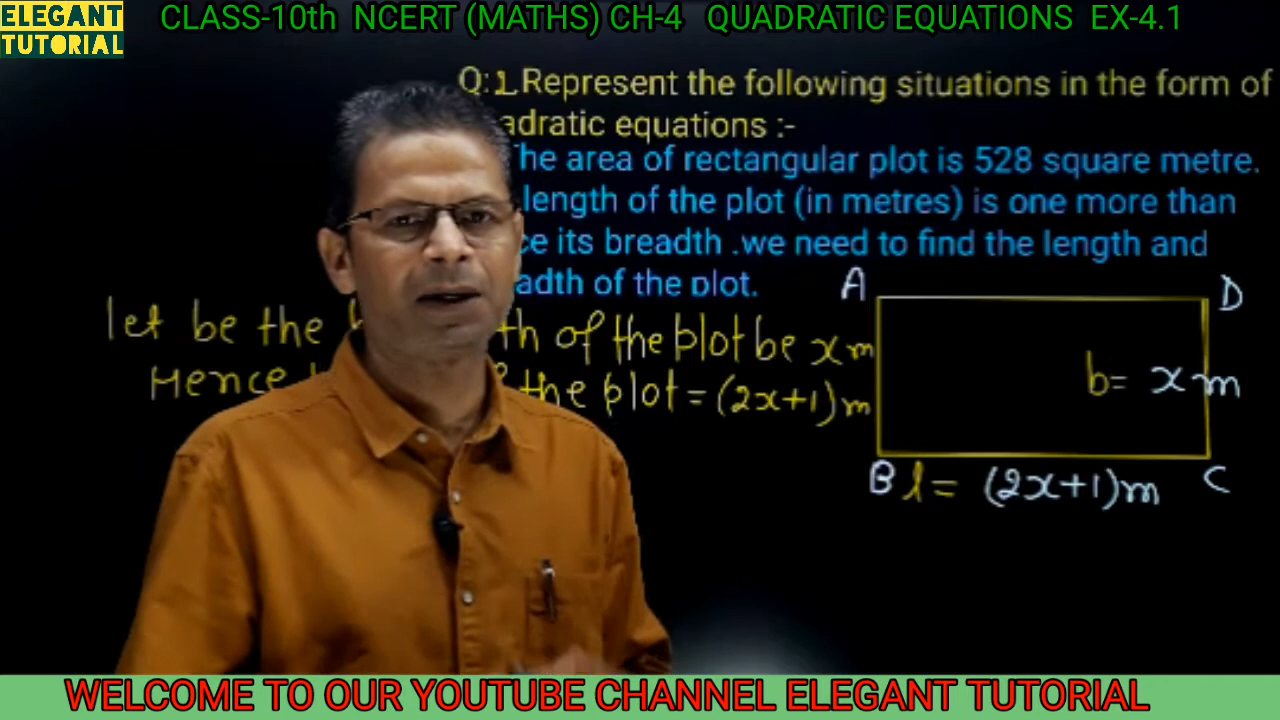 ELEGANT
TUTORIAL
CLASS-10th NCERT (MATHS) CH-4 QUADRATIC EQUATIONS EX-4.1
Q:1.Represent the following situations in the form of
adratic equations :-
he area of rectangular plot is 528 square metre.
length of the plot (in metres) is one more than
ce its breadth .we need to find the length and
adth of the plot.
let be the th of the plot be x m
Hence the plot = (2x+1)m
A
D
b= x m
B l= (2x+1)m C
WELCOME TO OUR YOUTUBE CHANNEL ELEGANT TUTORIAL